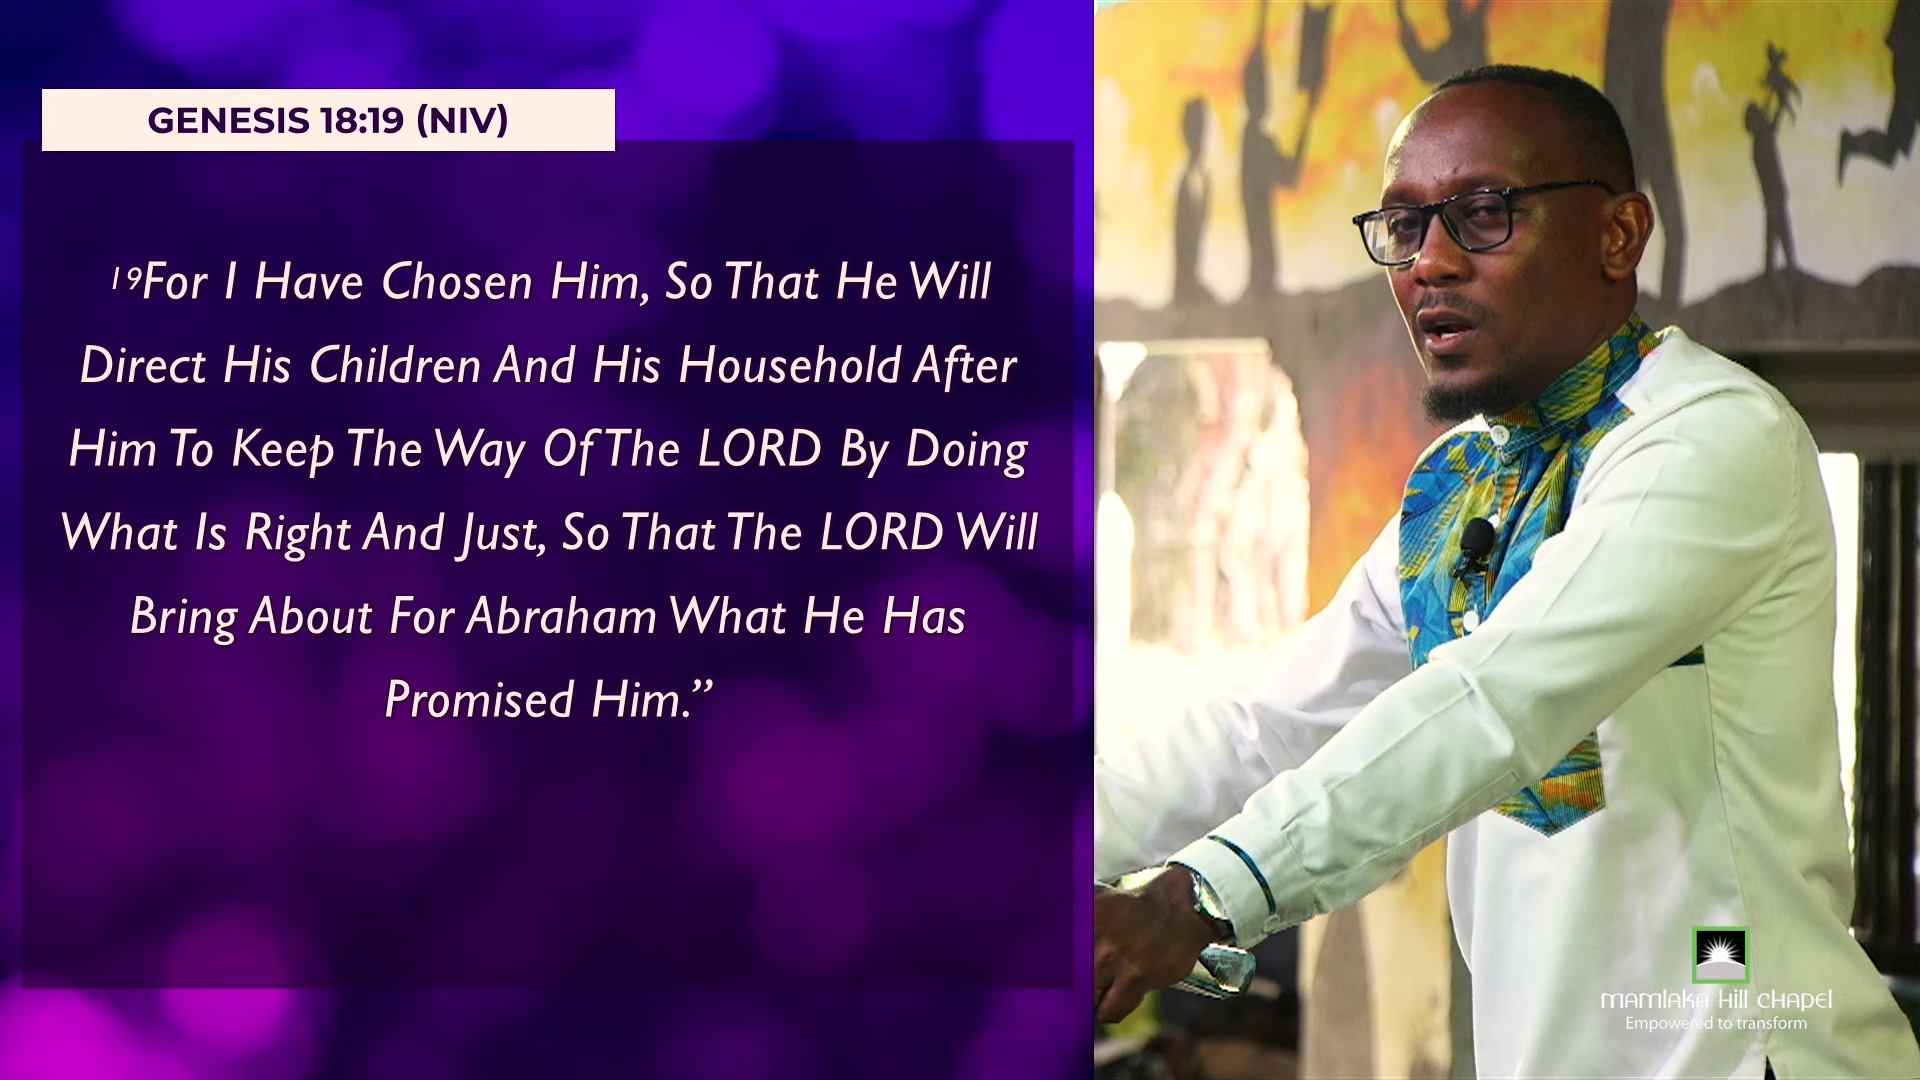 GENESIS 18:19 (NIV)
19For I Have Chosen Him, So That He Will
Direct His Children And His Household After
Him To Keep The Way Of The LORD By Doing
What Is Right And Just, So That The LORD Will
Bring About For Abraham What He Has
Promised Him.”
mamlaka hill chapel
Empowered to transform